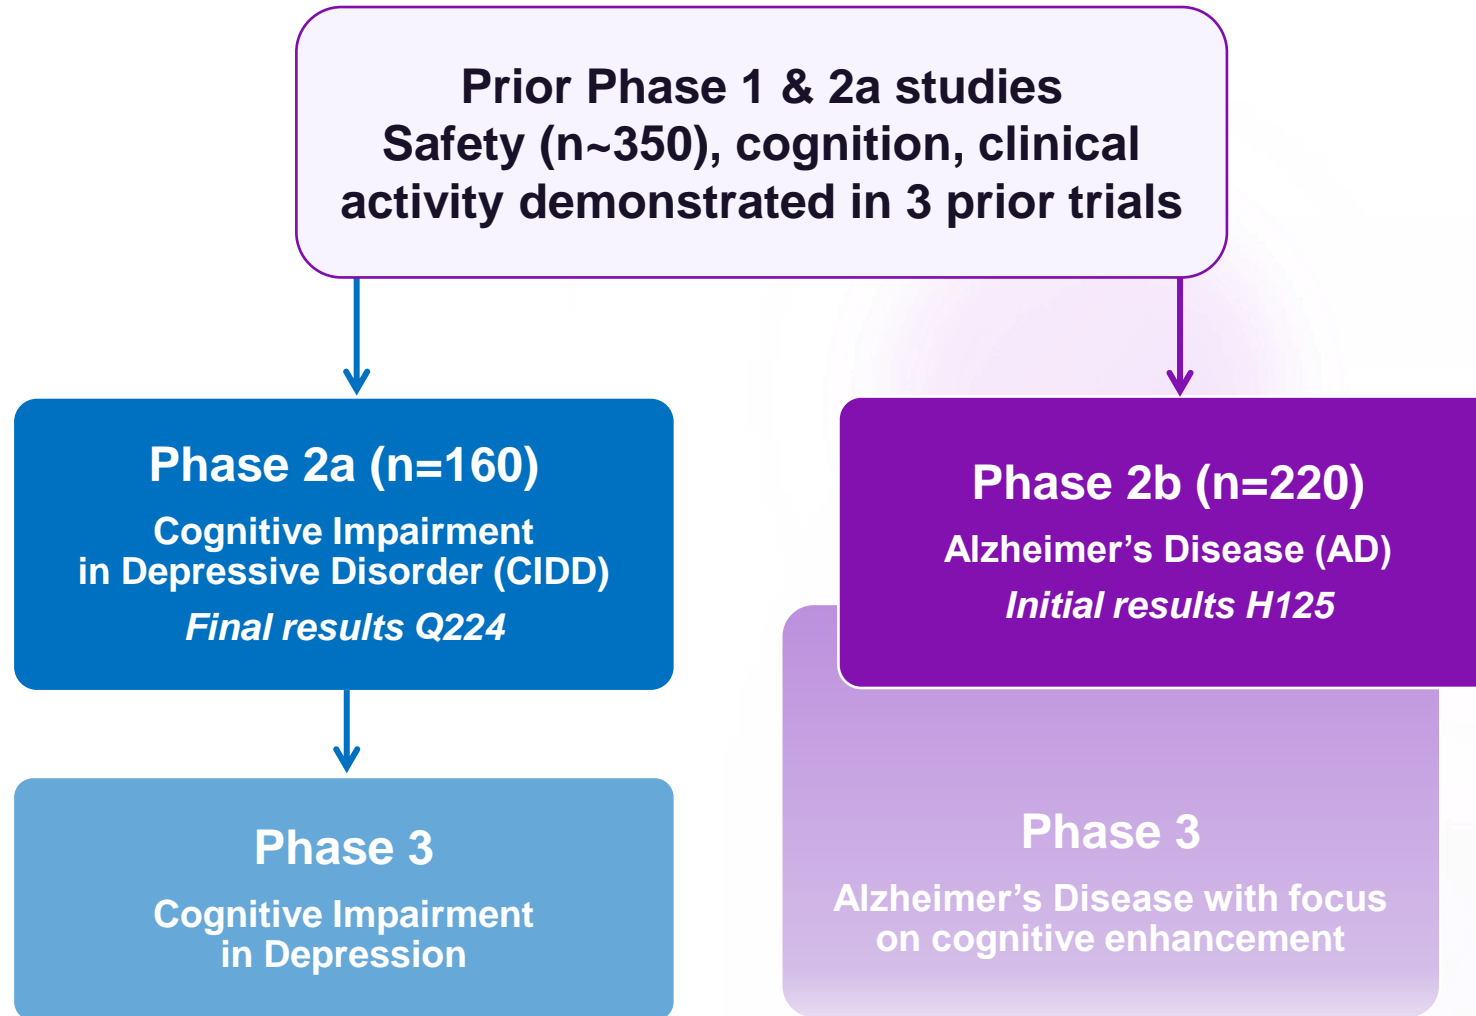 Prior Phase 1 & 2a studies
Safety (n~350), cognition, clinical
activity demonstrated in 3 prior trials
Phase 2a (n=160)
Cognitive Impairment
in Depressive Disorder (CIDD)
Final results Q224
Phase 2b (n=220)
Alzheimer’s Disease (AD)
Initial results H125
Phase 3
Cognitive Impairment
in Depression
Phase 3
Alzheimer’s Disease with focus
on cognitive enhancement